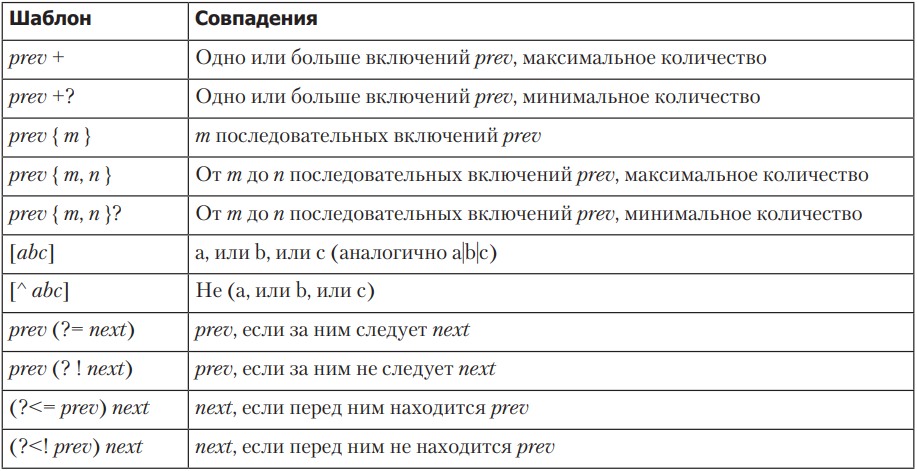 Шаблон Совпадения
prev + Одно или больше включений prev, максимальное количество
prev +? Одно или больше включений prev, минимальное количество
prev { m } m последовательных включений prev
prev { m, n } От m до n последовательных включений prev, максимальное количество
prev { m, n }? От m до n последовательных включений prev, минимальное количество
[abc] a, или b, или c (аналогично a|b|c)
[^ abc] Не (a, или b, или c)
prev (?= next) prev, если за ним следует next
prev (? ! next) prev, если за ним не следует next
(?<= prev) next next, если перед ним находится prev
(?<! prev) next next, если перед ним не находится prev